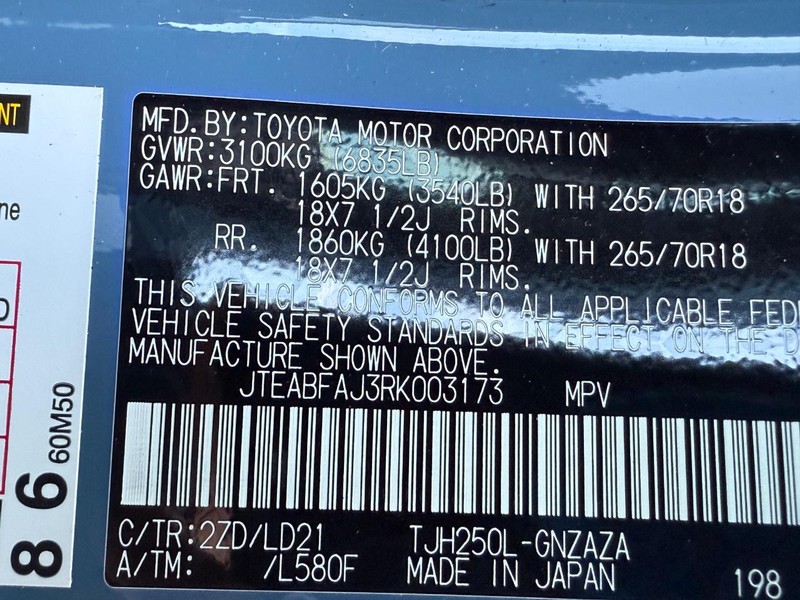 MFD.BY:TOYOTA MOTOR CORPORATION
GVWR:3100KG (6835LB)
GAWR:FRT. 1605KG (3540LB) WITH 265/70R18
18X7 1/2J RIMS.
RR. 1860KG (4100LB) WITH 265/70R18
18X7 1/2J RIMS.
THIS VEHICLE CONFORMS TO ALL APPLICABLE FED
VEHICLE SAFETY STANDARDS IN EFFECT ON THE D
MANUFACTURE SHOWN ABOVE.
JTEABFAJ3RK003173 MPV
C/TR:2ZD/LD21 TJH250L-GNZAZA
A/TM: /L580F MADE IN JAPAN 198
NT
ne
86 60M50